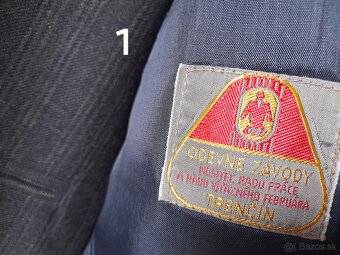 1
ODEVNÉ ZÁVODY
NOSITEĽ RADU PRÁCE
A RADU VÍŤAZNÉHO FEBRUÁRA
TRENČÍN
Bazos.sk